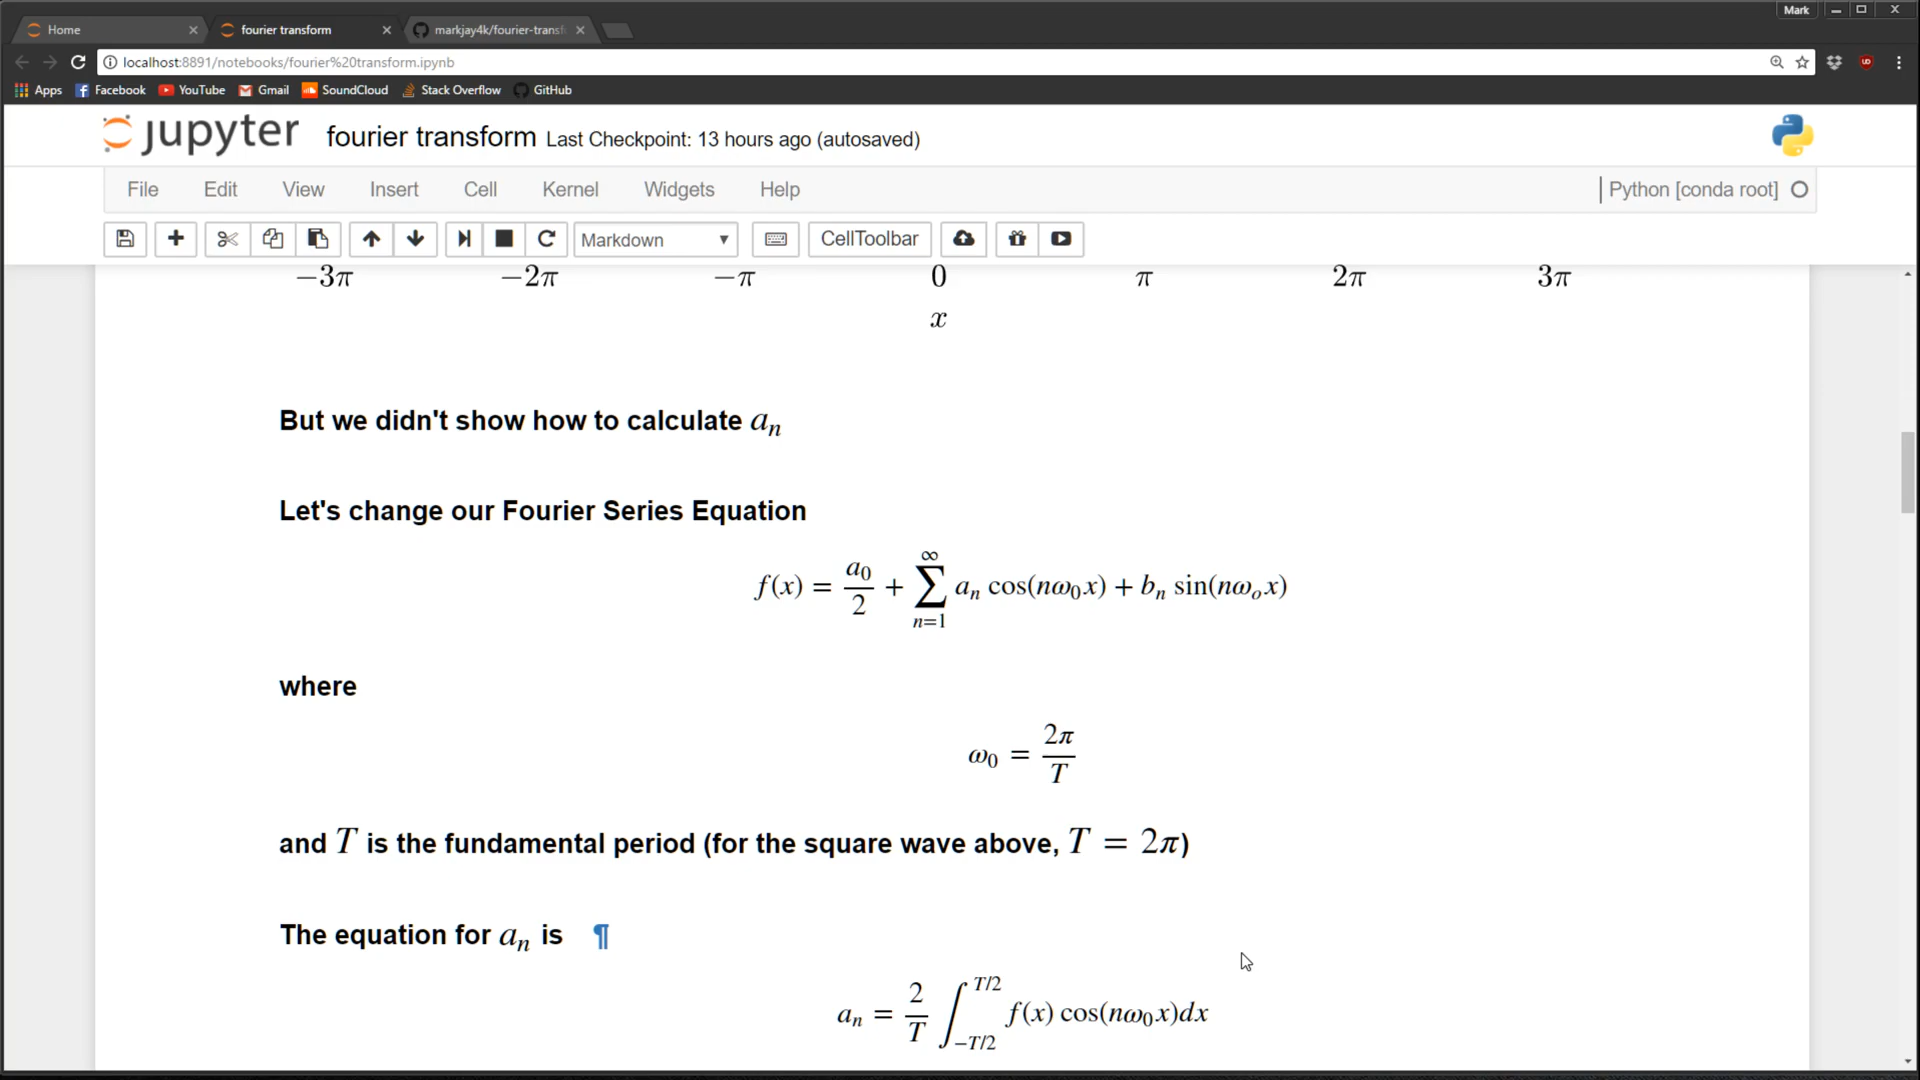 Mark
Home
fourier transform
markjay4k/fourier-transf
localhost:8891/notebooks/fourier%20transform.ipynb
Apps Facebook YouTube Gmail SoundCloud Stack Overflow GitHub
jupyter fourier transform Last Checkpoint: 13 hours ago (autosaved)
File Edit View Insert Cell Kernel Widgets Help Python [conda root]
Markdown CellToolbar
−3π −2π −π 0 π 2π 3π
x
But we didn't show how to calculate aₙ
Let's change our Fourier Series Equation
f(x) = a₀/2 + ∑_{n=1}^{∞} aₙ cos(nω₀x) + bₙ sin(nωₒx)
where
ω₀ = 2π/T
and T is the fundamental period (for the square wave above, T = 2π)
The equation for aₙ is ¶
aₙ = 2/T ∫_{−T/2}^{T/2} f(x) cos(nω₀x)dx